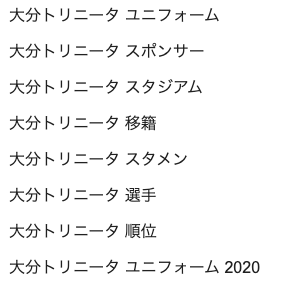 大分トリニータ ユニフォーム
大分トリニータ スポンサー
大分トリニータ スタジアム
大分トリニータ 移籍
大分トリニータ スタメン
大分トリニータ 選手
大分トリニータ 順位
大分トリニータ ユニフォーム 2020